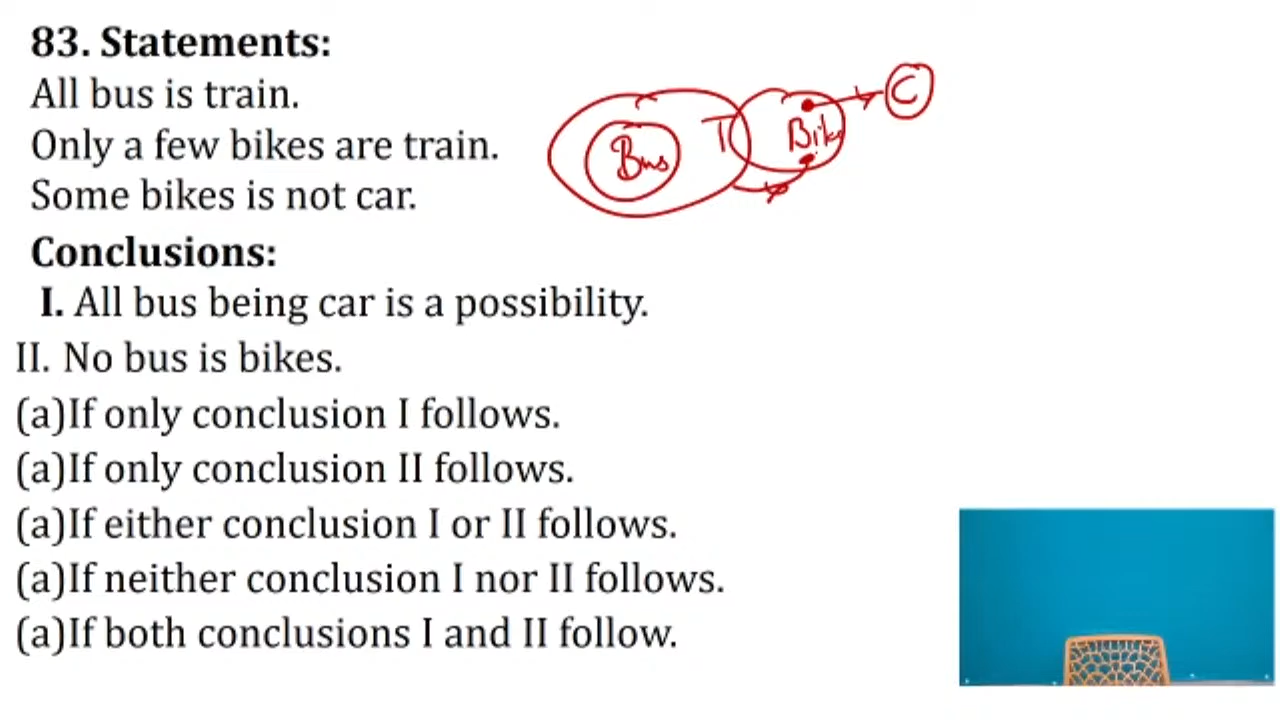 83. Statements:
All bus is train.
Only a few bikes are train.
Some bikes is not car.
Bus
T
Bike
C
Conclusions:
I. All bus being car is a possibility.
II. No bus is bikes.
(a)If only conclusion I follows.
(a)If only conclusion II follows.
(a)If either conclusion I or II follows.
(a)If neither conclusion I nor II follows.
(a)If both conclusions I and II follow.